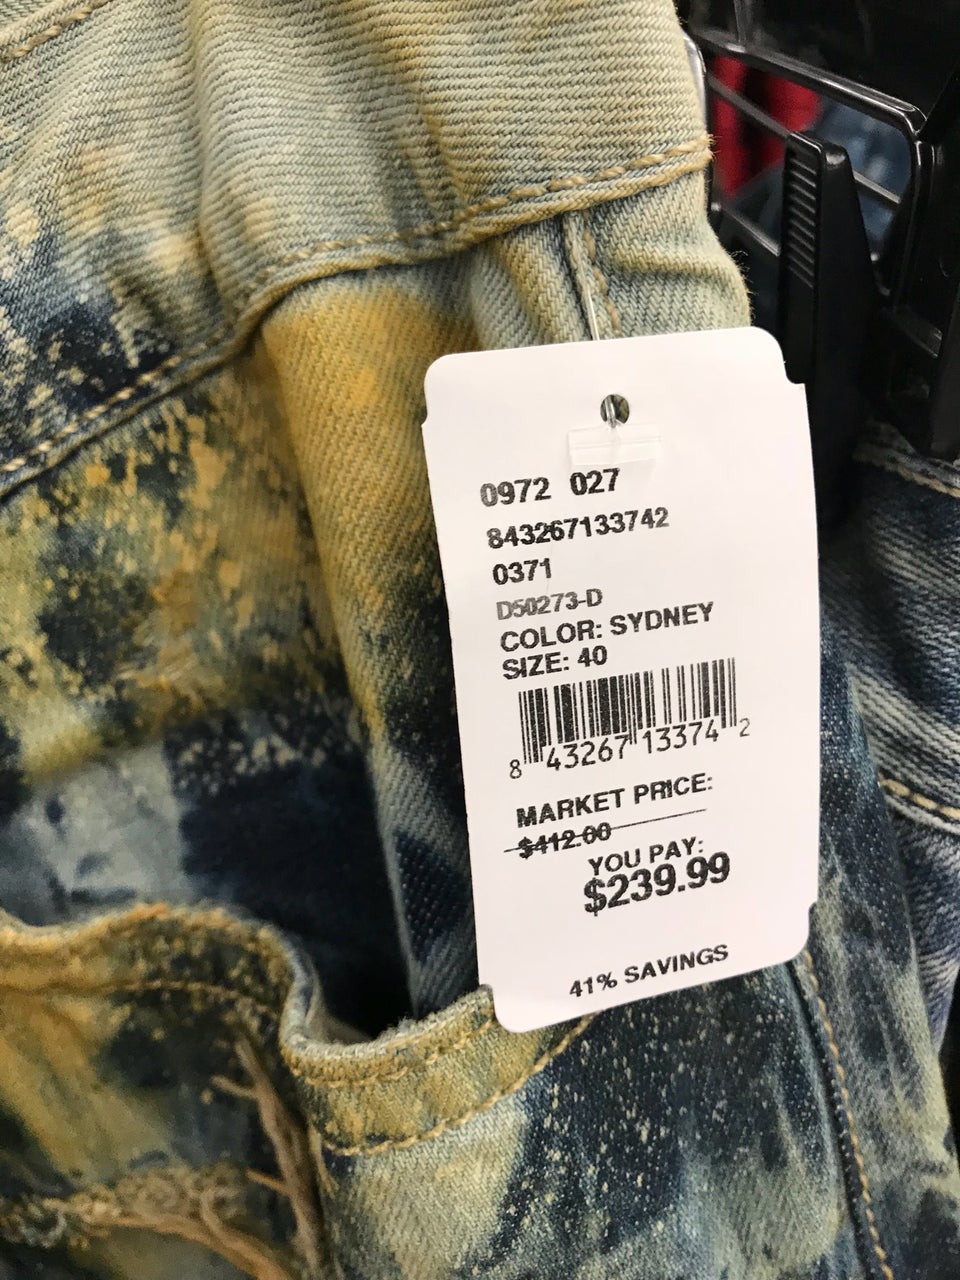 0972 027
843267133742
0371
D50273-D
COLOR: SYDNEY
SIZE: 40
8 43267 13374 2
MARKET PRICE:
$412.00
YOU PAY:
$239.99
41% SAVINGS